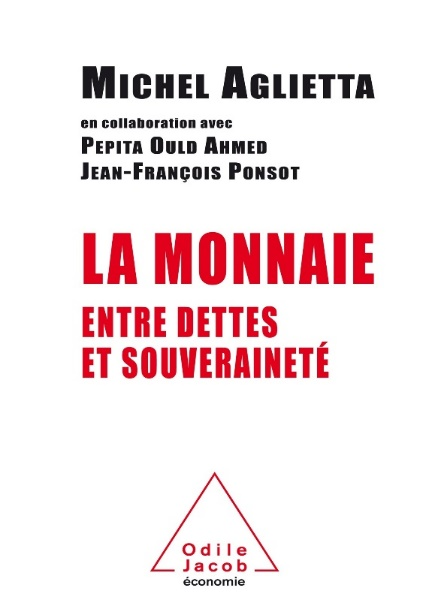 MICHEL AGLIETTA
en collaboration avec
PEPITA OULD AHMED
JEAN-FRANÇOIS PONSOT
LA MONNAIE
ENTRE DETTES
ET SOUVERAINETÉ
Odile
Jacob
économie